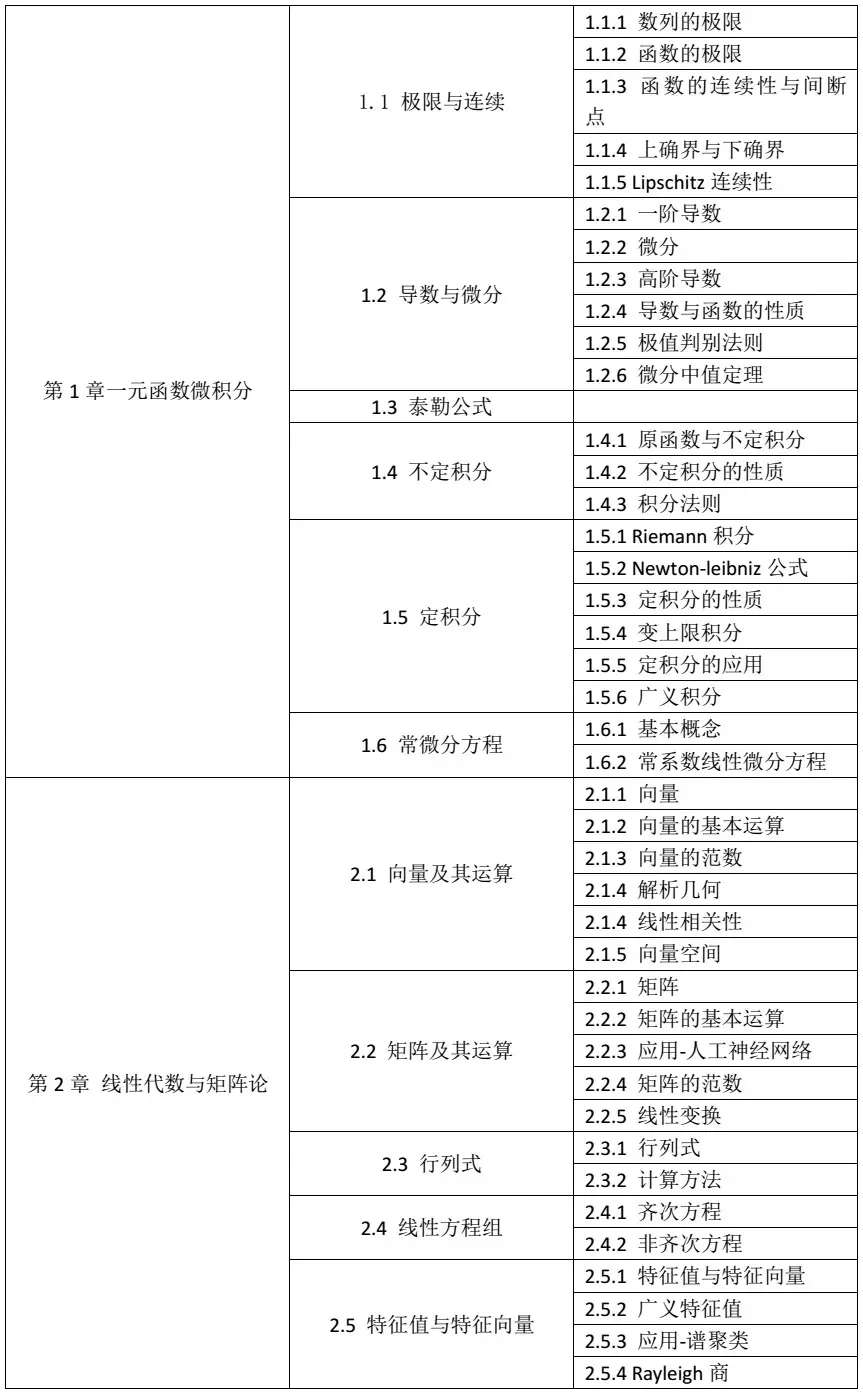 第 1 章一元函数微积分
1.1 极限与连续
1.1.1 数列的极限
1.1.2 函数的极限
1.1.3 函数的连续性与间断
点
1.1.4 上确界与下确界
1.1.5 Lipschitz 连续性
1.2 导数与微分
1.2.1 一阶导数
1.2.2 微分
1.2.3 高阶导数
1.2.4 导数与函数的性质
1.2.5 极值判别法则
1.2.6 微分中值定理
1.3 泰勒公式
1.4 不定积分
1.4.1 原函数与不定积分
1.4.2 不定积分的性质
1.4.3 积分法则
1.5 定积分
1.5.1 Riemann 积分
1.5.2 Newton-leibniz 公式
1.5.3 定积分的性质
1.5.4 变上限积分
1.5.5 定积分的应用
1.5.6 广义积分
1.6 常微分方程
1.6.1 基本概念
1.6.2 常系数线性微分方程
第 2 章 线性代数与矩阵论
2.1 向量及其运算
2.1.1 向量
2.1.2 向量的基本运算
2.1.3 向量的范数
2.1.4 解析几何
2.1.4 线性相关性
2.1.5 向量空间
2.2 矩阵及其运算
2.2.1 矩阵
2.2.2 矩阵的基本运算
2.2.3 应用-人工神经网络
2.2.4 矩阵的范数
2.2.5 线性变换
2.3 行列式
2.3.1 行列式
2.3.2 计算方法
2.4 线性方程组
2.4.1 齐次方程
2.4.2 非齐次方程
2.5 特征值与特征向量
2.5.1 特征值与特征向量
2.5.2 广义特征值
2.5.3 应用-谱聚类
2.5.4 Rayleigh 商